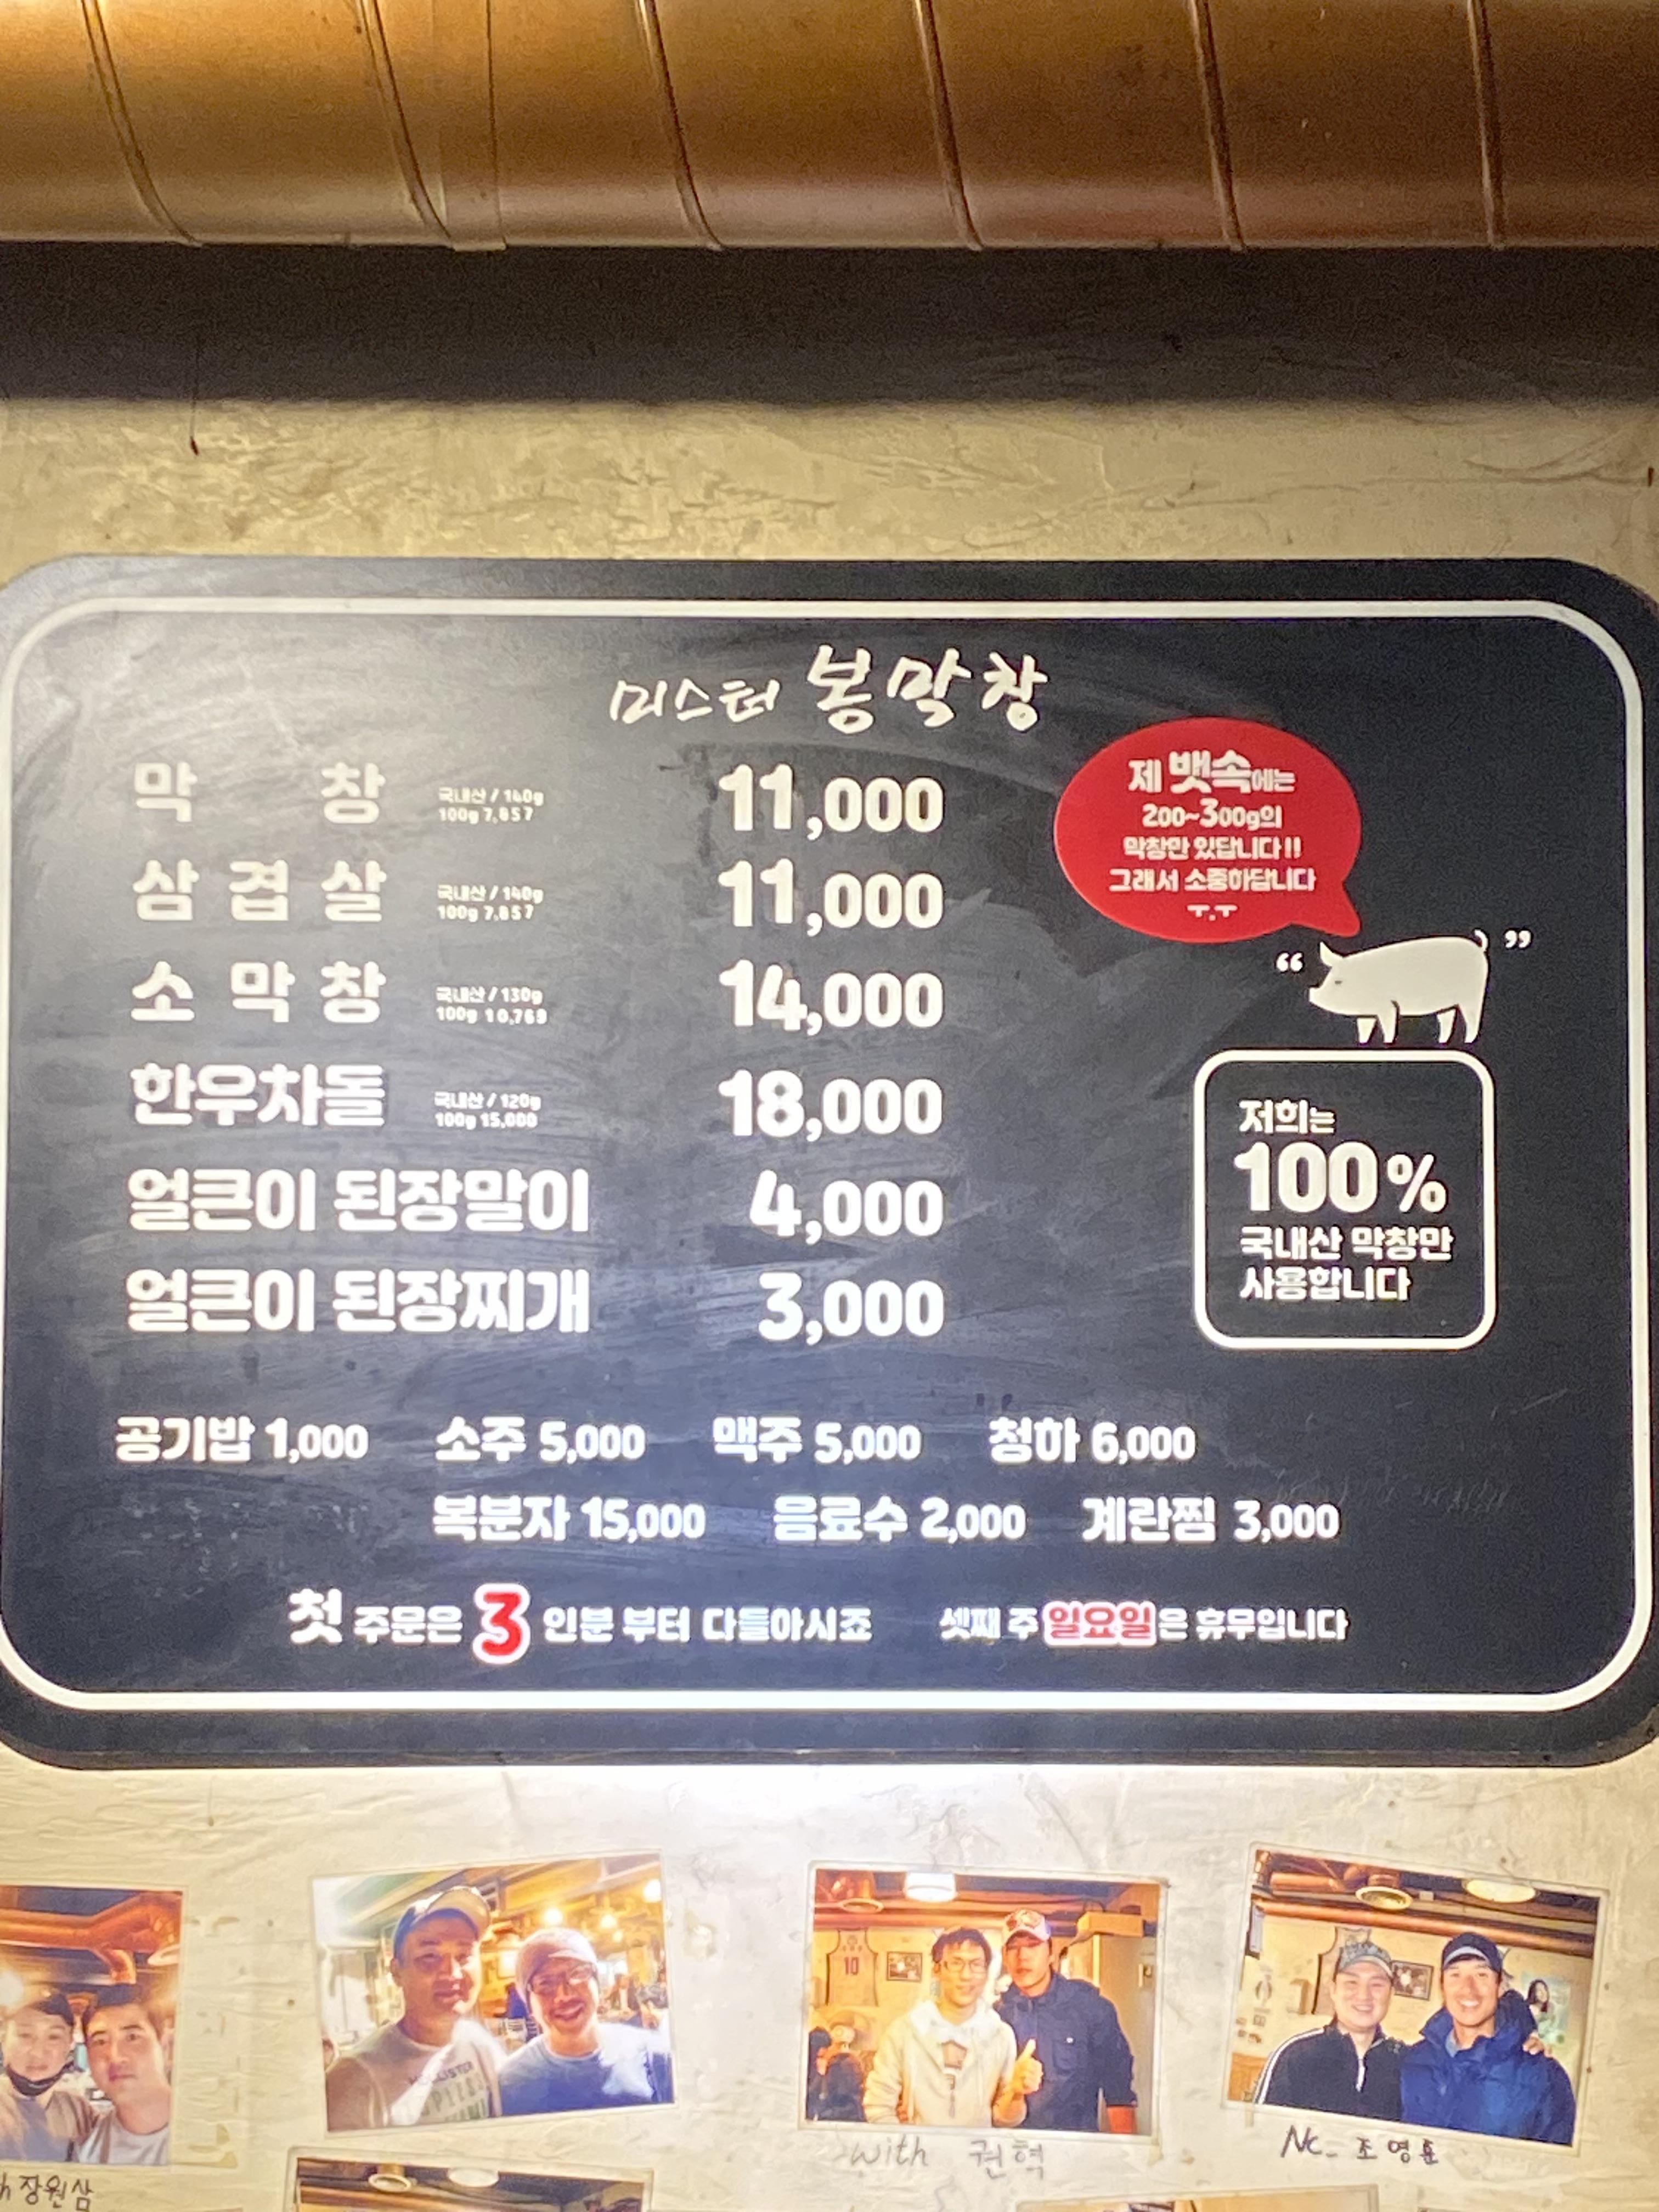 미스터 봉막창
막 창 국내산 / 140g 11,000
100g 7,857
삼 겹 살 국내산 / 140g 11,000
100g 7,857
소 막 창 국내산 / 130g 14,000
100g 10,769
한우차돌 국내산 / 120g 18,000
100g 15,000
얼큰이 된장말이 4,000
얼큰이 된장찌개 3,000
제 뱃속에는
200~300g의
막창만 있답니다!!
그래서 소중하답니다
ㅜ.ㅜ
“ ”
저희는
100%
국내산 막창만
사용합니다
공기밥 1,000 소주 5,000 맥주 5,000 청하 6,000
복분자 15,000 음료수 2,000 계란찜 3,000
첫 주문은 3 인분 부터 다들아시죠 셋째 주 일요일은 휴무입니다
10
with 권혁
NC_ 조영훈
h 장원삼